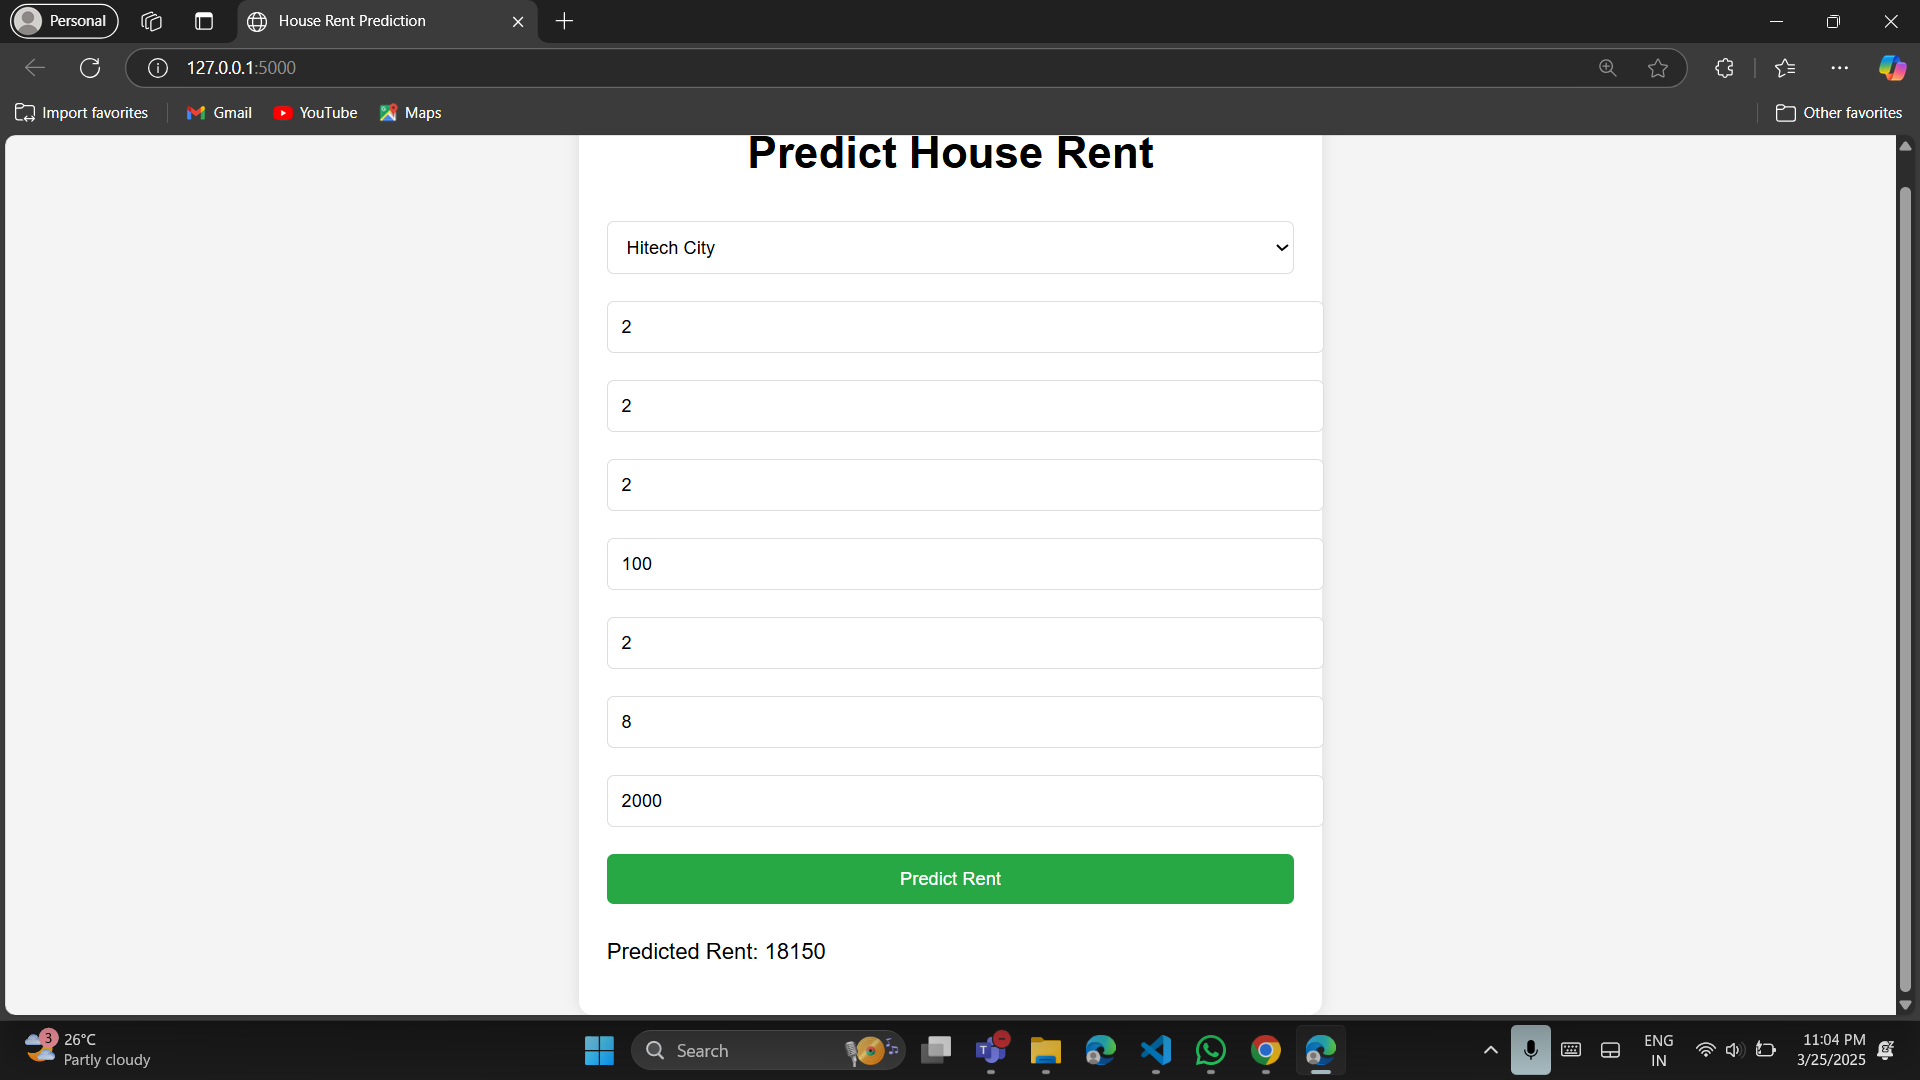 Personal
House Rent Prediction
127.0.0.1:5000
Import favorites
Gmail
YouTube
Maps
Other favorites
Predict House Rent
Hitech City
2
2
2
100
2
8
2000
Predict Rent
Predicted Rent: 18150
3
26°C
Partly cloudy
Search
T
ENG
IN
11:04 PM
3/25/2025